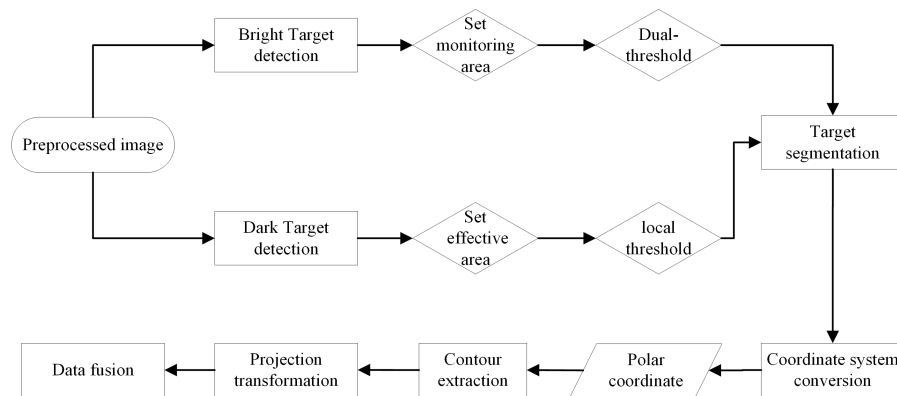 Bright Target
detection
Set
monitoring
area
Dual-
threshold
Preprocessed image
Target
segmentation
Dark Target
detection
Set
effective
area
local
threshold
Data fusion
Projection
transformation
Contour
extraction
Polar
coordinate
Coordinate system
conversion